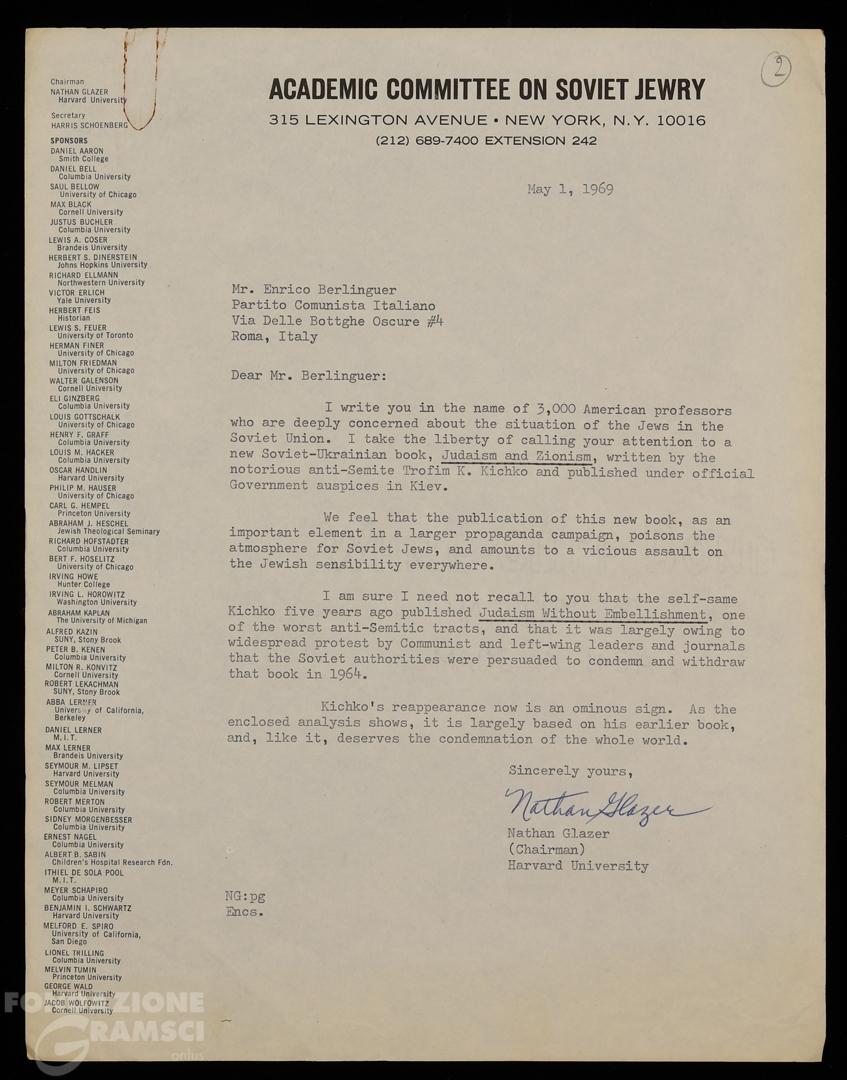 2
Chairman
NATHAN GLAZER
Harvard University
Secretary
HARRIS SCHOENBERG
SPONSORS
DANIEL AARON
Smith College
DANIEL BELL
Columbia University
SAUL BELLOW
University of Chicago
MAX BLACK
Cornell University
JUSTUS BUCHLER
Columbia University
LEWIS A. COSER
Brandeis University
HERBERT S. DINERSTEIN
Johns Hopkins University
RICHARD ELLMANN
Northwestern University
VICTOR ERLICH
Yale University
HERBERT FEIS
Historian
LEWIS S. FEUER
University of Toronto
HERMAN FINER
University of Chicago
MILTON FRIEDMAN
University of Chicago
WALTER GALENSON
Cornell University
ELI GINZBERG
Columbia University
LOUIS GOTTSCHALK
University of Chicago
HENRY F. GRAFF
Columbia University
LOUIS M. HACKER
Columbia University
OSCAR HANDLIN
Harvard University
PHILIP M. HAUSER
University of Chicago
CARL G. HEMPEL
Princeton University
ABRAHAM J. HESCHEL
Jewish Theological Seminary
RICHARD HOFSTADTER
Columbia University
BERT F. HOSELITZ
University of Chicago
IRVING HOWE
Hunter College
IRVING L. HOROWITZ
Washington University
ABRAHAM KAPLAN
The University of Michigan
ALFRED KAZIN
SUNY, Stony Brook
PETER B. KENEN
Columbia University
MILTON R. KONVITZ
Cornell University
ROBERT LEKACHMAN
SUNY, Stony Brook
ABBA LERNER
University of California,
Berkeley
DANIEL LERNER
M.I.T.
MAX LERNER
Brandeis University
SEYMOUR M. LIPSET
Harvard University
SEYMOUR MELMAN
Columbia University
ROBERT MERTON
Columbia University
SIDNEY MORGENBESSER
Columbia University
ERNEST NAGEL
Columbia University
ALBERT B. SABIN
Children's Hospital Research Fdn.
ITHIEL DE SOLA POOL
M.I.T.
MEYER SCHAPIRO
Columbia University
BENJAMIN I. SCHWARTZ
Harvard University
MELFORD E. SPIRO
University of California,
San Diego
LIONEL TRILLING
Columbia University
MELVIN TUMIN
Princeton University
GEORGE WALD
Harvard University
JACOB WOLFOWITZ
Cornell University
ACADEMIC COMMITTEE ON SOVIET JEWRY
315 LEXINGTON AVENUE • NEW YORK, N.Y. 10016
(212) 689-7400 EXTENSION 242
May 1, 1969
Mr. Enrico Berlinguer
Partito Comunista Italiano
Via Delle Bottghe Oscure #4
Roma, Italy
Dear Mr. Berlinguer:
I write you in the name of 3,000 American professors
who are deeply concerned about the situation of the Jews in the
Soviet Union. I take the liberty of calling your attention to a
new Soviet-Ukrainian book, Judaism and Zionism, written by the
notorious anti-Semite Trofim K. Kichko and published under official
Government auspices in Kiev.
We feel that the publication of this new book, as an
important element in a larger propaganda campaign, poisons the
atmosphere for Soviet Jews, and amounts to a vicious assault on
the Jewish sensibility everywhere.
I am sure I need not recall to you that the self-same
Kichko five years ago published Judaism Without Embellishment, one
of the worst anti-Semitic tracts, and that it was largely owing to
widespread protest by Communist and left-wing leaders and journals
that the Soviet authorities were persuaded to condemn and withdraw
that book in 1964.
Kichko's reappearance now is an ominous sign. As the
enclosed analysis shows, it is largely based on his earlier book,
and, like it, deserves the condemnation of the whole world.
Sincerely yours,
Nathan Glazer
Nathan Glazer
(Chairman)
Harvard University
NG:pg
Encs.
FONDAZIONE
GRAMSCI
onlus